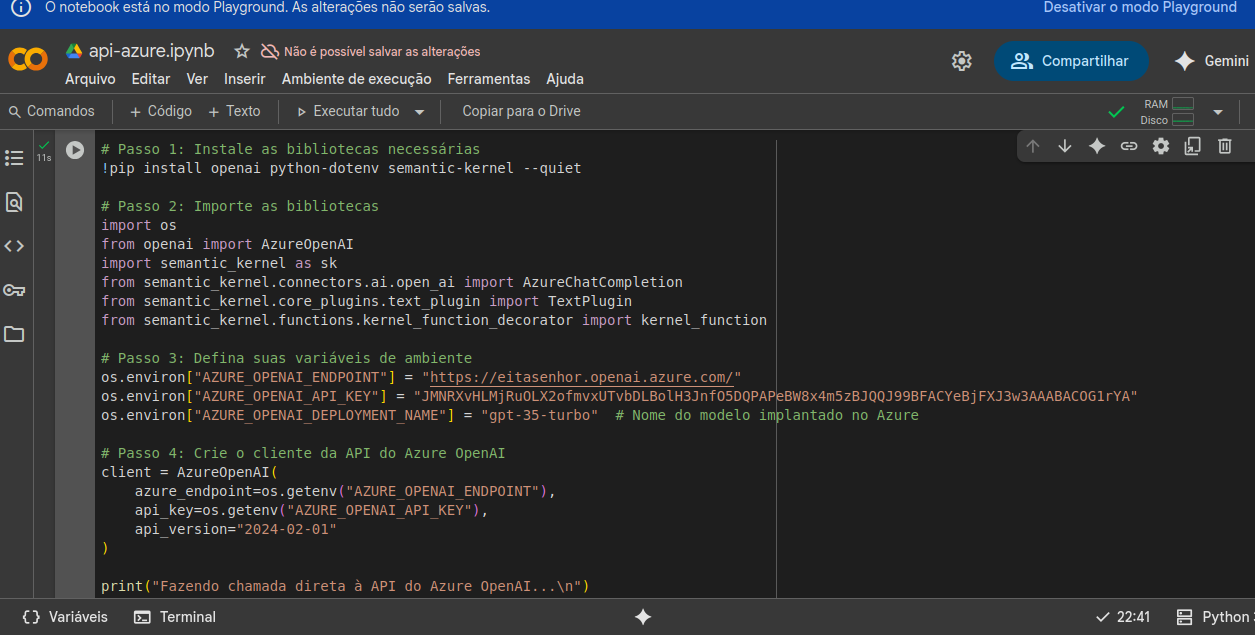 O notebook está no modo Playground. As alterações não serão salvas.
Desativar o modo Playground
api-azure.ipynb
Não é possível salvar as alterações
Arquivo Editar Ver Inserir Ambiente de execução Ferramentas Ajuda
Compartilhar
Gemini
Comandos
+ Código + Texto
Executar tudo
Copiar para o Drive
RAM
Disco
11s
# Passo 1: Instale as bibliotecas necessárias
!pip install openai python-dotenv semantic-kernel --quiet
# Passo 2: Importe as bibliotecas
import os
from openai import AzureOpenAI
import semantic_kernel as sk
from semantic_kernel.connectors.ai.open_ai import AzureChatCompletion
from semantic_kernel.core_plugins.text_plugin import TextPlugin
from semantic_kernel.functions.kernel_function_decorator import kernel_function
# Passo 3: Defina suas variáveis de ambiente
os.environ["AZURE_OPENAI_ENDPOINT"] = "https://eitasenhor.openai.azure.com/"
os.environ["AZURE_OPENAI_API_KEY"] = "JMNRXvHLMjRuOLX2ofmvxUTvbDLBolH3JnfO5DQPAPeBW8x4m5zBJQQJ99BFACYeBjFXJ3w3AAABACOG1rYA"
os.environ["AZURE_OPENAI_DEPLOYMENT_NAME"] = "gpt-35-turbo"  # Nome do modelo implantado no Azure
# Passo 4: Crie o cliente da API do Azure OpenAI
client = AzureOpenAI(
    azure_endpoint=os.getenv("AZURE_OPENAI_ENDPOINT"),
    api_key=os.getenv("AZURE_OPENAI_API_KEY"),
    api_version="2024-02-01"
)
print("Fazendo chamada direta à API do Azure OpenAI...\n")
Variáveis
Terminal
22:41
Python